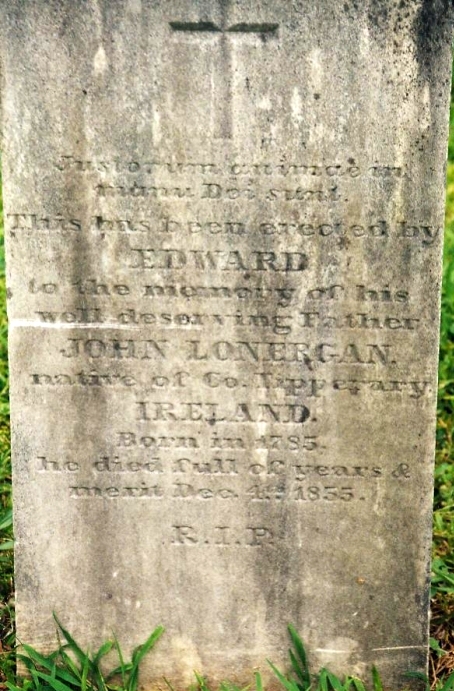 Justorum animae in
manu Dei sunt.
This has been erected by
EDWARD
to the memory of his
well deserving Father
JOHN LONERGAN.
native of Co. Tipperary.
IRELAND.
Born in 1785.
he died full of years &
merit Dec. 1855.
R.I.P.